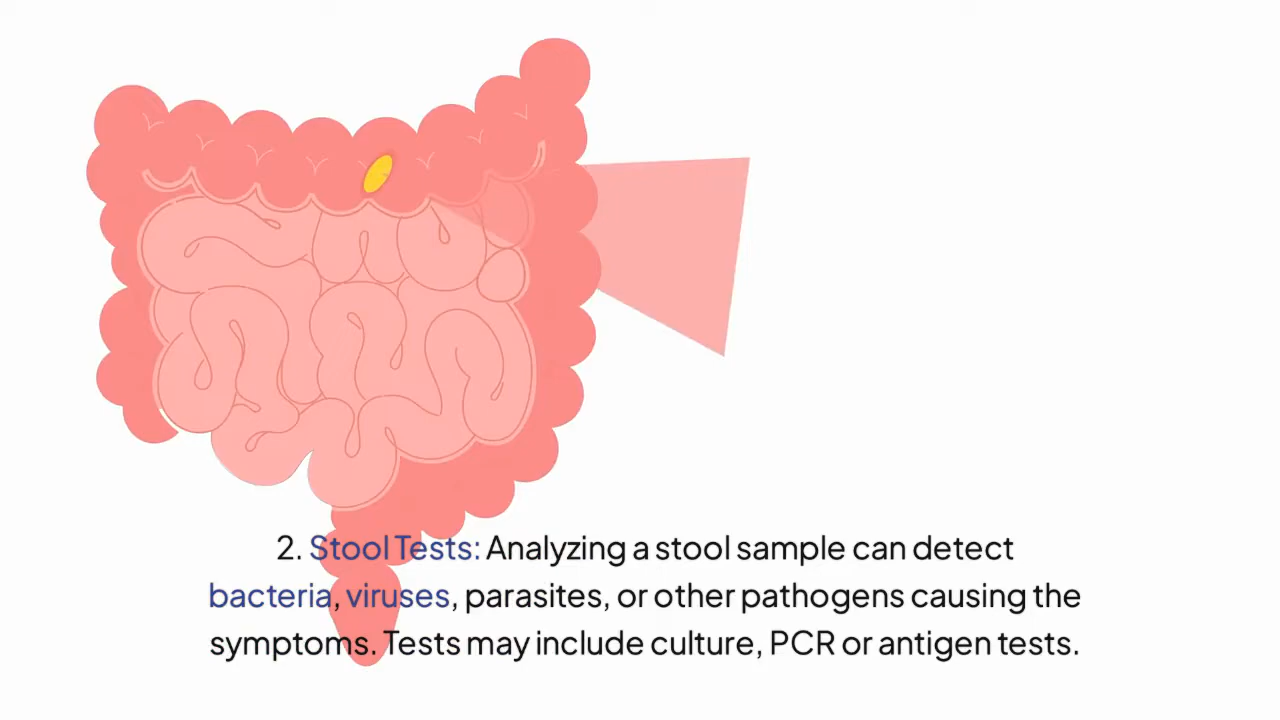 2. Stool Tests: Analyzing a stool sample can detect
bacteria, viruses, parasites, or other pathogens causing the
symptoms. Tests may include culture, PCR or antigen tests.